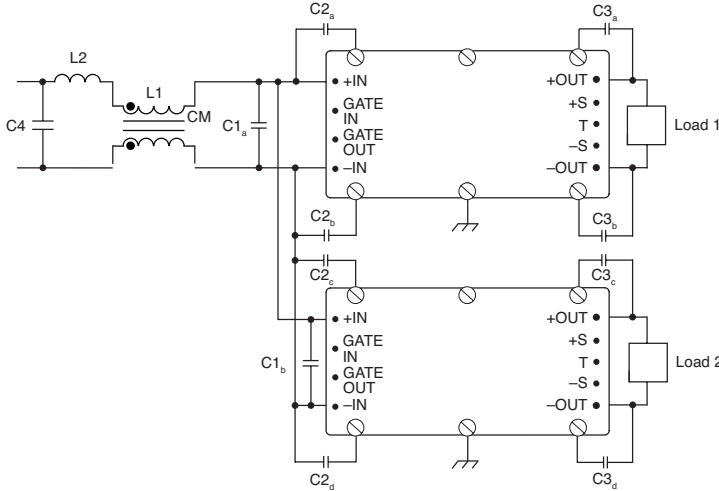 C2a
C3a
L2
L1
CM
C4
C1a
+IN
GATE
IN
GATE
OUT
–IN
+OUT
+S
T
–S
–OUT
Load 1
C2b
C3b
C2c
C3c
C1b
+IN
GATE
IN
GATE
OUT
–IN
+OUT
+S
T
–S
–OUT
Load 2
C2d
C3d